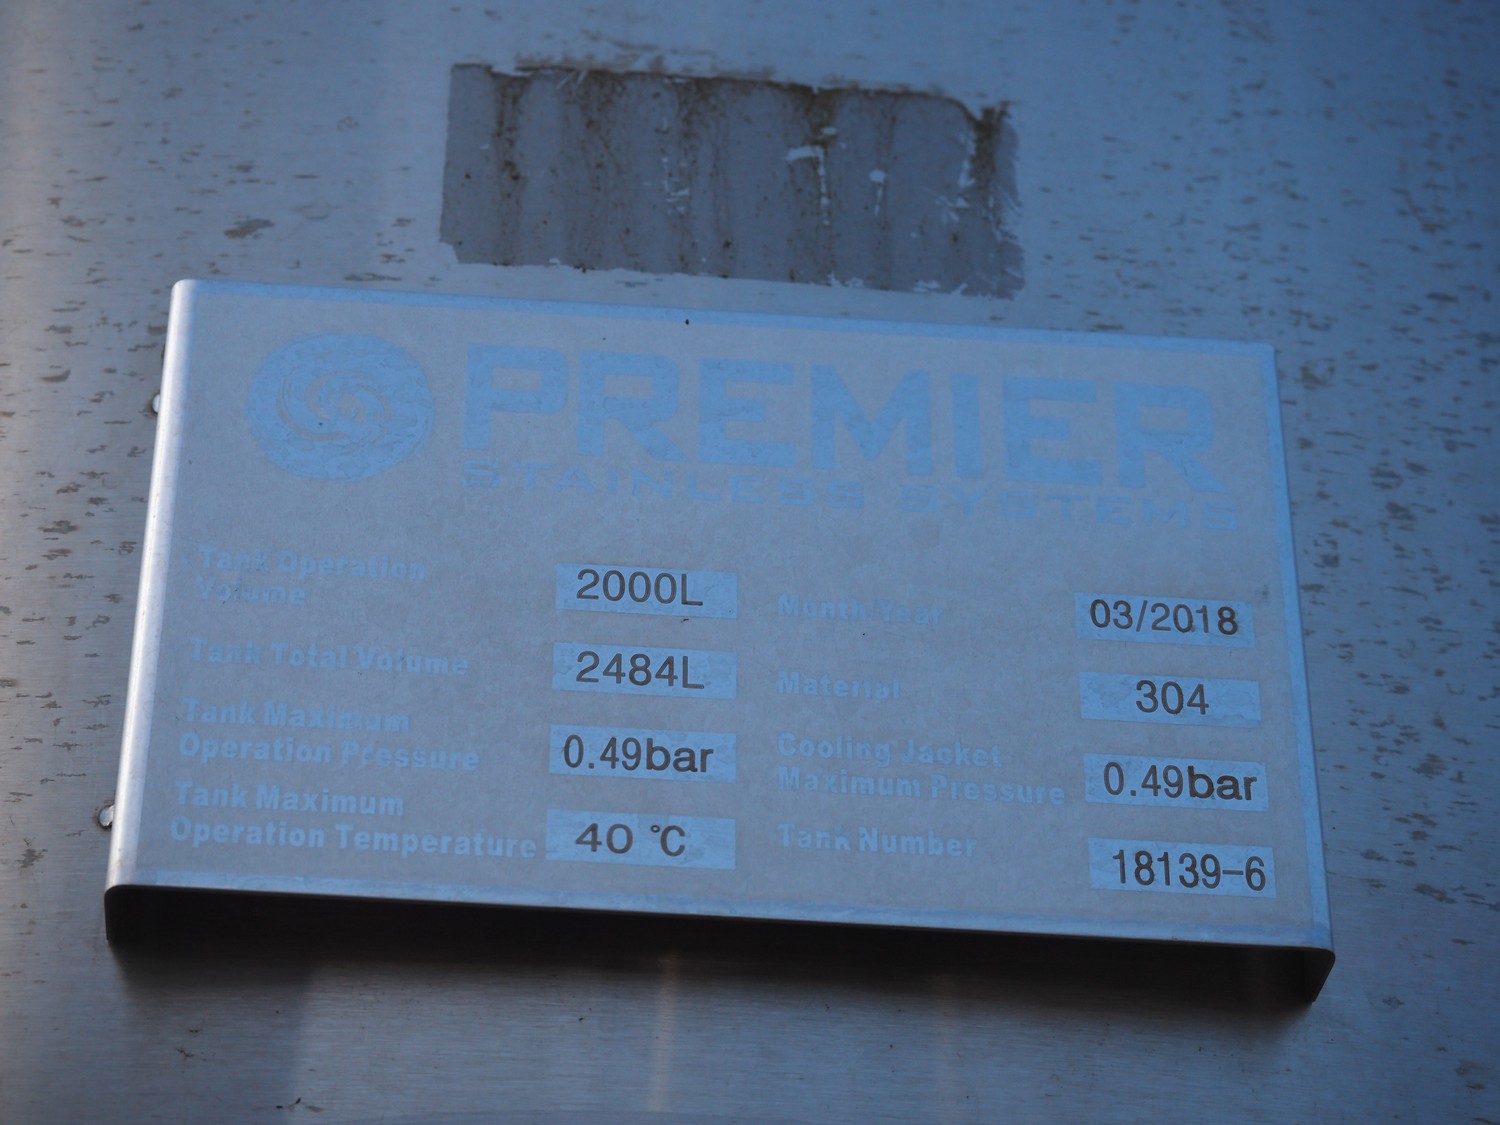 PREMIER
STAINLESS SYSTEMS
Tank Operation
Volume
2000L
Month/Year
03/2018
Tank Total Volume
2484L
Material
304
Tank Maximum
Operation Pressure
0.49bar
Cooling Jacket
Maximum Pressure
0.49bar
Tank Maximum
Operation Temperature
40 °C
Tank Number
18139-6